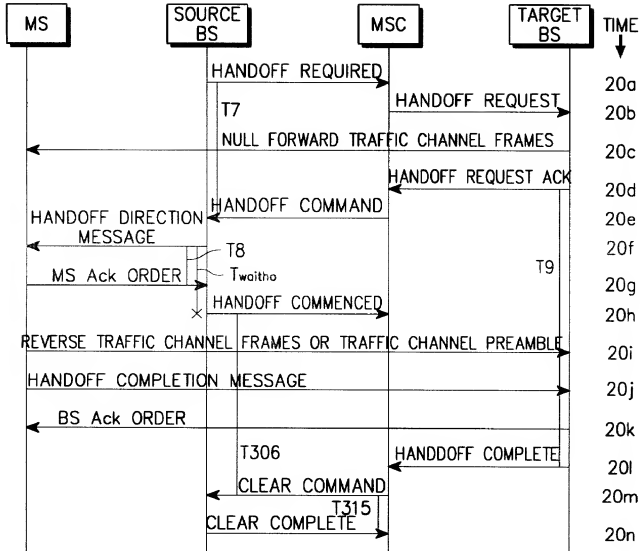 MS
SOURCE
BS
MSC
TARGET
BS
TIME
HANDOFF REQUIRED
20a
HANDOFF REQUEST
20b
T7
NULL FORWARD TRAFFIC CHANNEL FRAMES
20c
HANDOFF REQUEST ACK
20d
HANDOFF COMMAND
20e
HANDOFF DIRECTION
MESSAGE
20f
T8
T9
MS Ack ORDER
Twaitho
20g
HANDOFF COMMENCED
20h
REVERSE TRAFFIC CHANNEL FRAMES OR TRAFFIC CHANNEL PREAMBLE
20i
HANDOFF COMPLETION MESSAGE
20j
BS Ack ORDER
20k
T306
HANDDOFF COMPLETE
20l
CLEAR COMMAND
20m
T315
CLEAR COMPLETE
20n